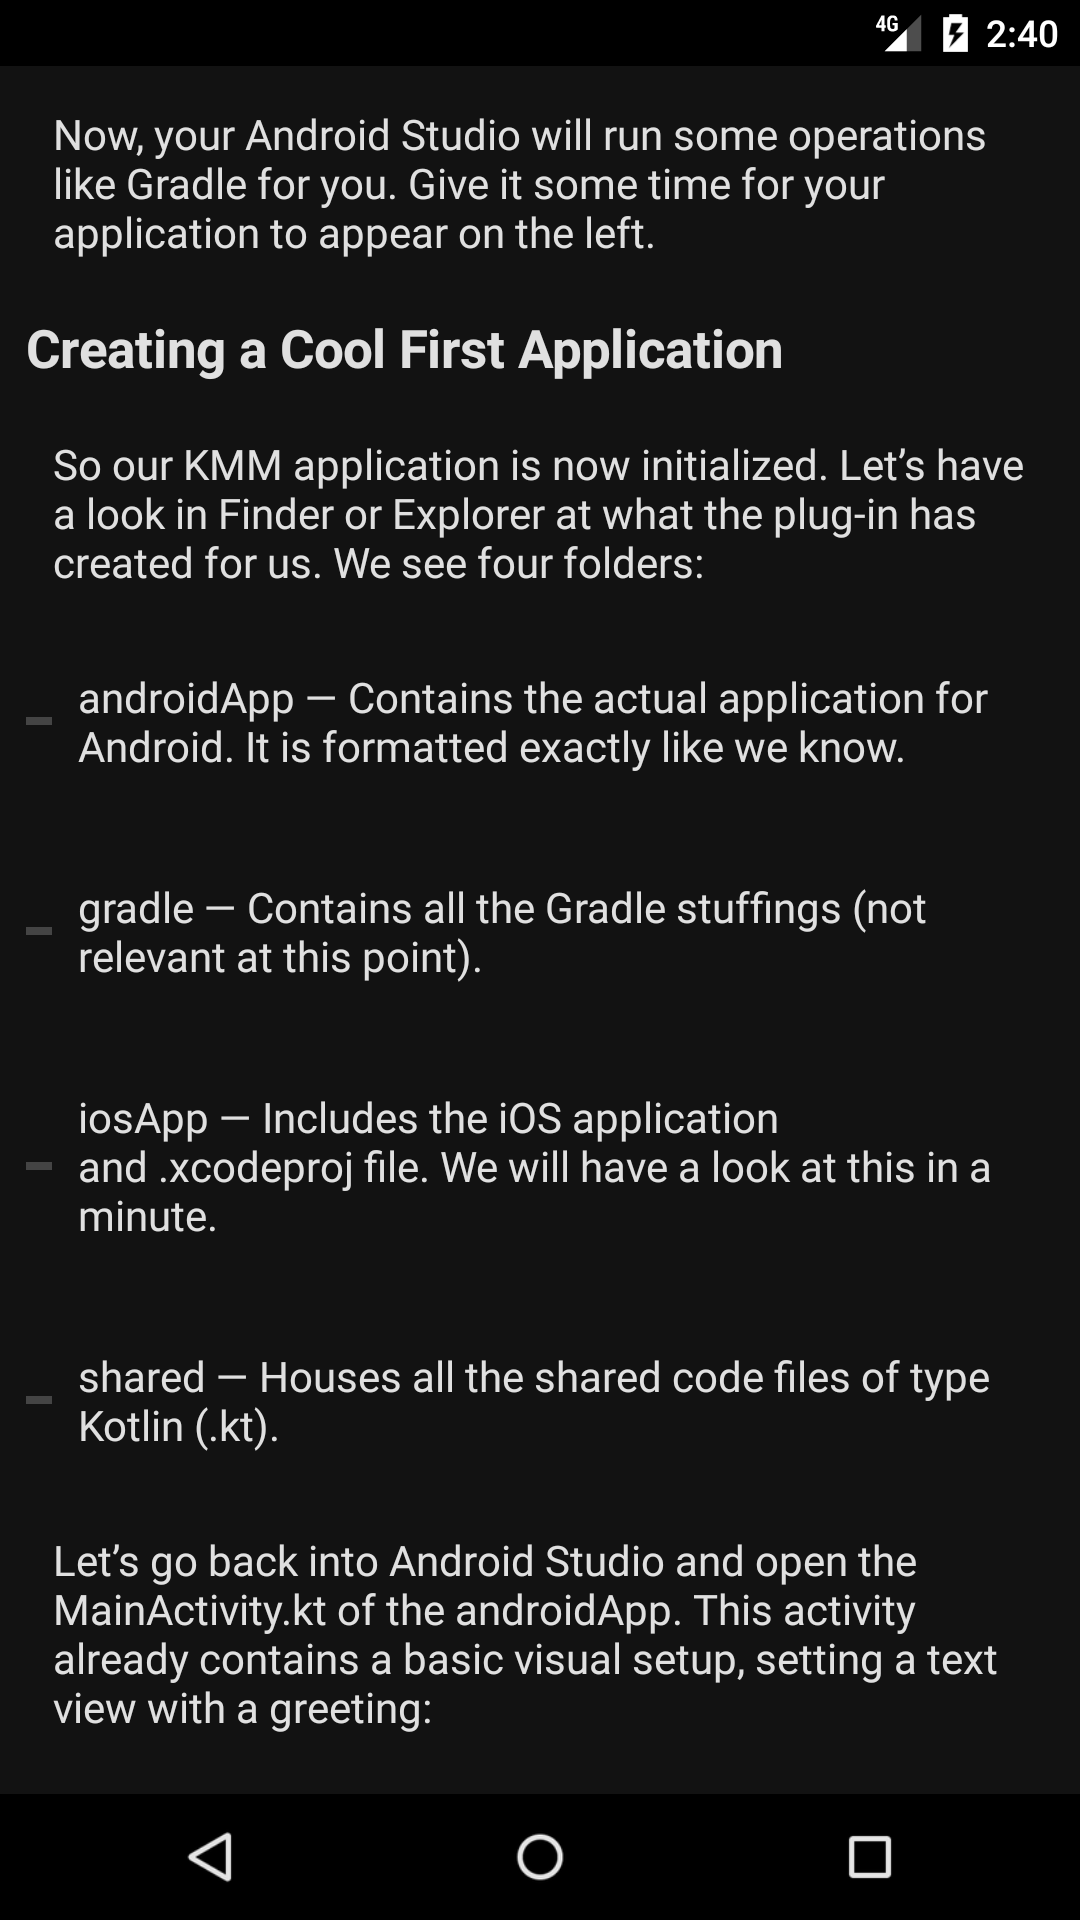 4G 2:40
Now, your Android Studio will run some operations
like Gradle for you. Give it some time for your
application to appear on the left.
Creating a Cool First Application
So our KMM application is now initialized. Let’s have
a look in Finder or Explorer at what the plug-in has
created for us. We see four folders:
androidApp — Contains the actual application for
Android. It is formatted exactly like we know.
gradle — Contains all the Gradle stuffings (not
relevant at this point).
iosApp — Includes the iOS application
and .xcodeproj file. We will have a look at this in a
minute.
shared — Houses all the shared code files of type
Kotlin (.kt).
Let’s go back into Android Studio and open the
MainActivity.kt of the androidApp. This activity
already contains a basic visual setup, setting a text
view with a greeting: